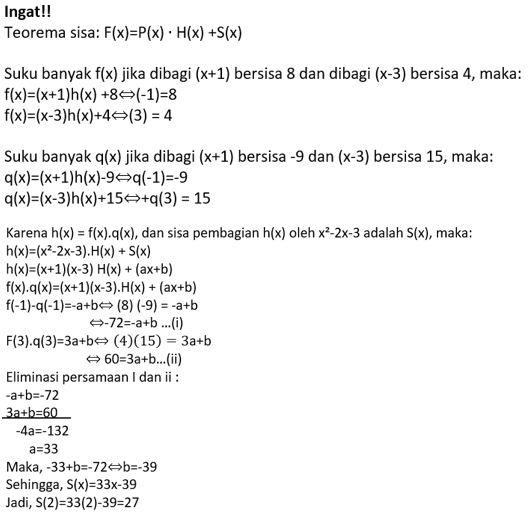 Ingat!!
Teorema sisa: F(x)=P(x) · H(x) +S(x)
Suku banyak f(x) jika dibagi (x+1) bersisa 8 dan dibagi (x-3) bersisa 4, maka:
f(x)=(x+1)h(x) +8⇔(-1)=8
f(x)=(x-3)h(x)+4⇔(3) = 4
Suku banyak q(x) jika dibagi (x+1) bersisa -9 dan (x-3) bersisa 15, maka:
q(x)=(x+1)h(x)-9⇔q(-1)=-9
q(x)=(x-3)h(x)+15⇔+q(3) = 15
Karena h(x) = f(x).q(x), dan sisa pembagian h(x) oleh x²-2x-3 adalah S(x), maka:
h(x)=(x²-2x-3).H(x) + S(x)
h(x)=(x+1)(x-3) H(x) + (ax+b)
f(x).q(x)=(x+1)(x-3).H(x) + (ax+b)
f(-1)-q(-1)=-a+b⇔ (8) (-9) = -a+b
⇔-72=-a+b ...(i)
F(3).q(3)=3a+b⇔ (4)(15) = 3a+b
⇔ 60=3a+b...(ii)
Eliminasi persamaan I dan ii :
-a+b=-72
3a+b=60
-4a=-132
a=33
Maka, -33+b=-72⇔b=-39
Sehingga, S(x)=33x-39
Jadi, S(2)=33(2)-39=27